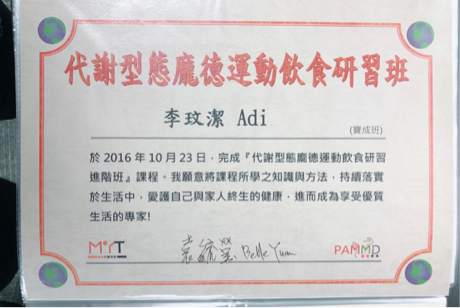 代謝型態龐德運動飲食研習班
李玟潔 Adi
(寶成班)
於 2016 年 10 月 23 日，完成『代謝型態龐德運動飲食研習
進階班』課程。我願意將課程所學之知識與方法，持續落實
於生活中，愛護自己與家人終生的健康，進而成為享受優質
生活的專家!
Belle Yuan
PAMMD